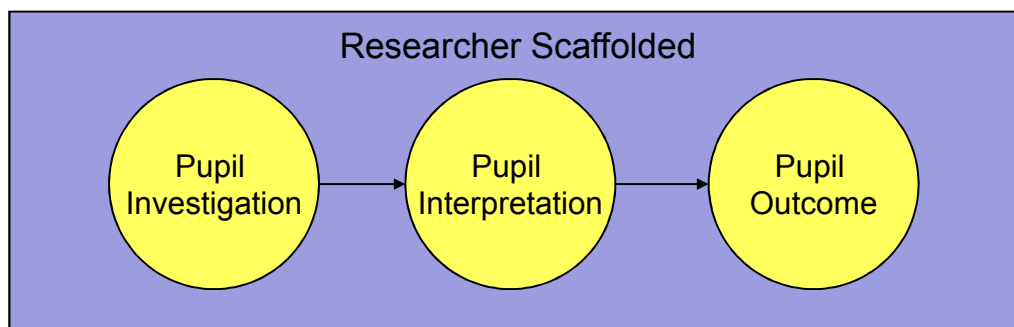 Researcher Scaffolded
Pupil
Investigation
Pupil
Interpretation
Pupil
Outcome